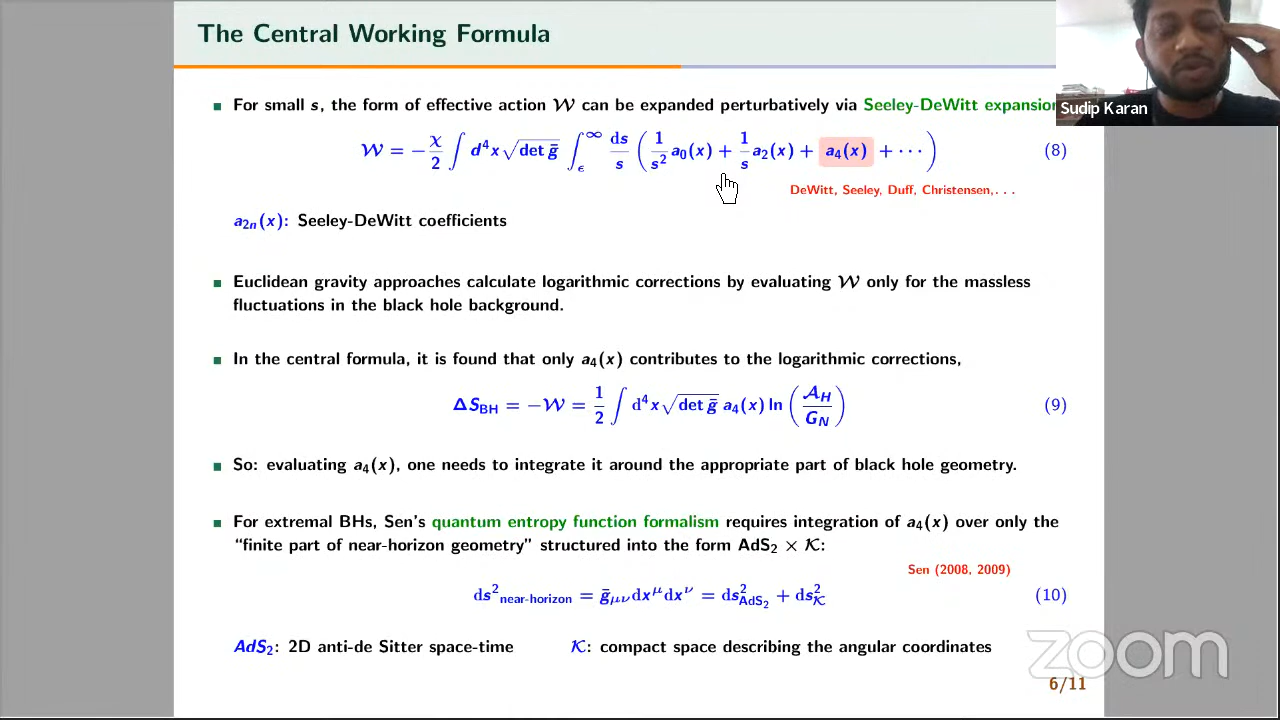 The Central Working Formula
Sudip Karan
■ For small s, the form of effective action 𝒲 can be expanded perturbatively via Seeley-DeWitt expansion
𝒲 = −χ/2 ∫ d⁴x√det ḡ ∫_ϵ^∞ ds/s (1/s² a₀(x) + 1/s a₂(x) + a₄(x) + ···) (8)
DeWitt, Seeley, Duff, Christensen,...
a₂ₙ(x): Seeley-DeWitt coefficients
■ Euclidean gravity approaches calculate logarithmic corrections by evaluating 𝒲 only for the massless
fluctuations in the black hole background.
■ In the central formula, it is found that only a₄(x) contributes to the logarithmic corrections,
ΔS_BH = −𝒲 = 1/2 ∫ d⁴x√det ḡ a₄(x) ln (𝒜_H/G_N) (9)
■ So: evaluating a₄(x), one needs to integrate it around the appropriate part of black hole geometry.
■ For extremal BHs, Sen's quantum entropy function formalism requires integration of a₄(x) over only the
“finite part of near-horizon geometry” structured into the form AdS₂ × 𝒦:
Sen (2008, 2009)
ds²_near-horizon = ḡ_μν dx^μ dx^ν = ds²_AdS₂ + ds²_𝒦 (10)
AdS₂: 2D anti-de Sitter space-time 𝒦: compact space describing the angular coordinates
zoom
6/11